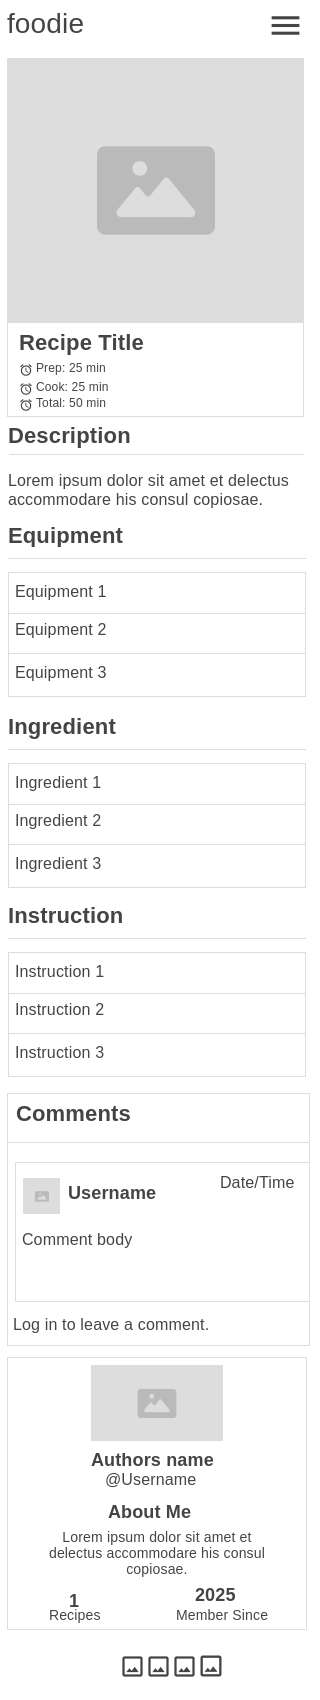 foodie
Recipe Title
Prep: 25 min
Cook: 25 min
Total: 50 min
Description
Lorem ipsum dolor sit amet et delectus
accommodare his consul copiosae.
Equipment
Equipment 1
Equipment 2
Equipment 3
Ingredient
Ingredient 1
Ingredient 2
Ingredient 3
Instruction
Instruction 1
Instruction 2
Instruction 3
Comments
Username
Date/Time
Comment body
Log in to leave a comment.
Authors name
@Username
About Me
Lorem ipsum dolor sit amet et
delectus accommodare his consul
copiosae.
1
Recipes
2025
Member Since